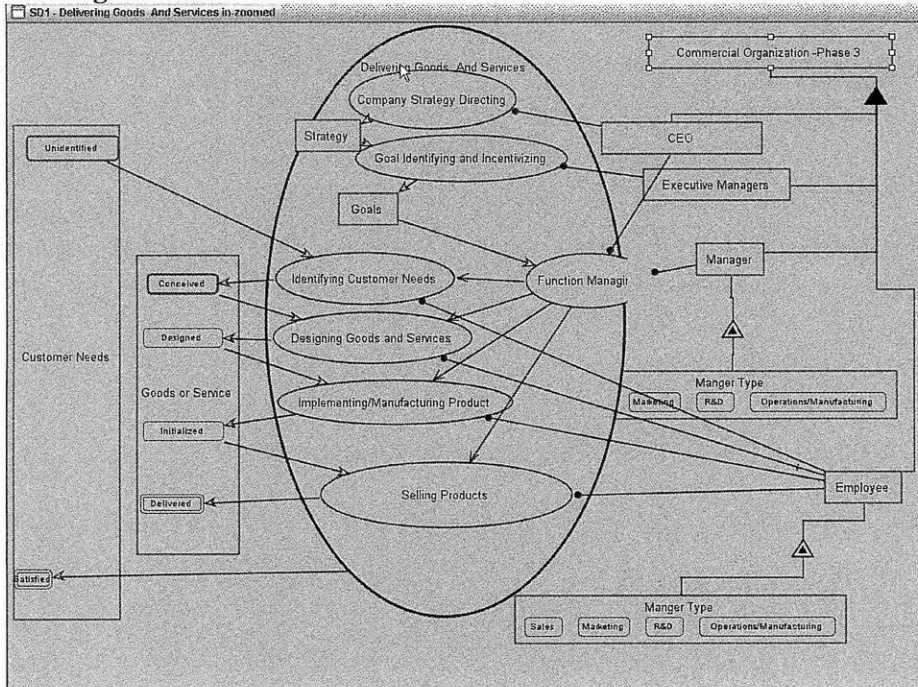 SD1 - Delivering Goods And Services in-zoomed
Commercial Organization -Phase 3
Delivering Goods And Services
Company Strategy Directing
Strategy
CEO
Unidentified
Goal Identifying and Incentivizing
Executive Managers
Goals
Manager
Conceived
Identifying Customer Needs
Function Managir
Designed
Designing Goods and Services
Customer Needs
Manger Type
Marketing
R&D
Operations/Manufacturing
Goods or Service
Implementing/Manufacturing Product
Initialized
Employee
Delivered
Selling Products
Satisfied
Manger Type
Sales
Marketing
R&D
Operations/Manufacturing